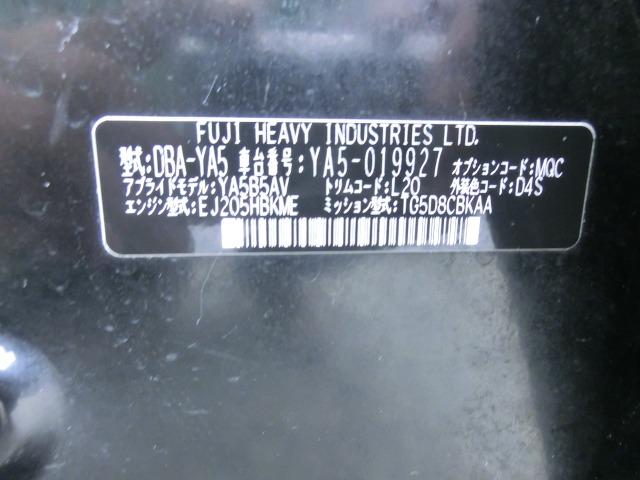 FUJI HEAVY INDUSTRIES LTD.
型式:DBA-YA5 車台番号:YA5-019927 オプションコード:MQC
アプライドモデル:YA5B5AV トリムコード:L20 外装色コード:D4S
エンジン型式:EJ205HBKME ミッション型式:TG5D8CBKAA